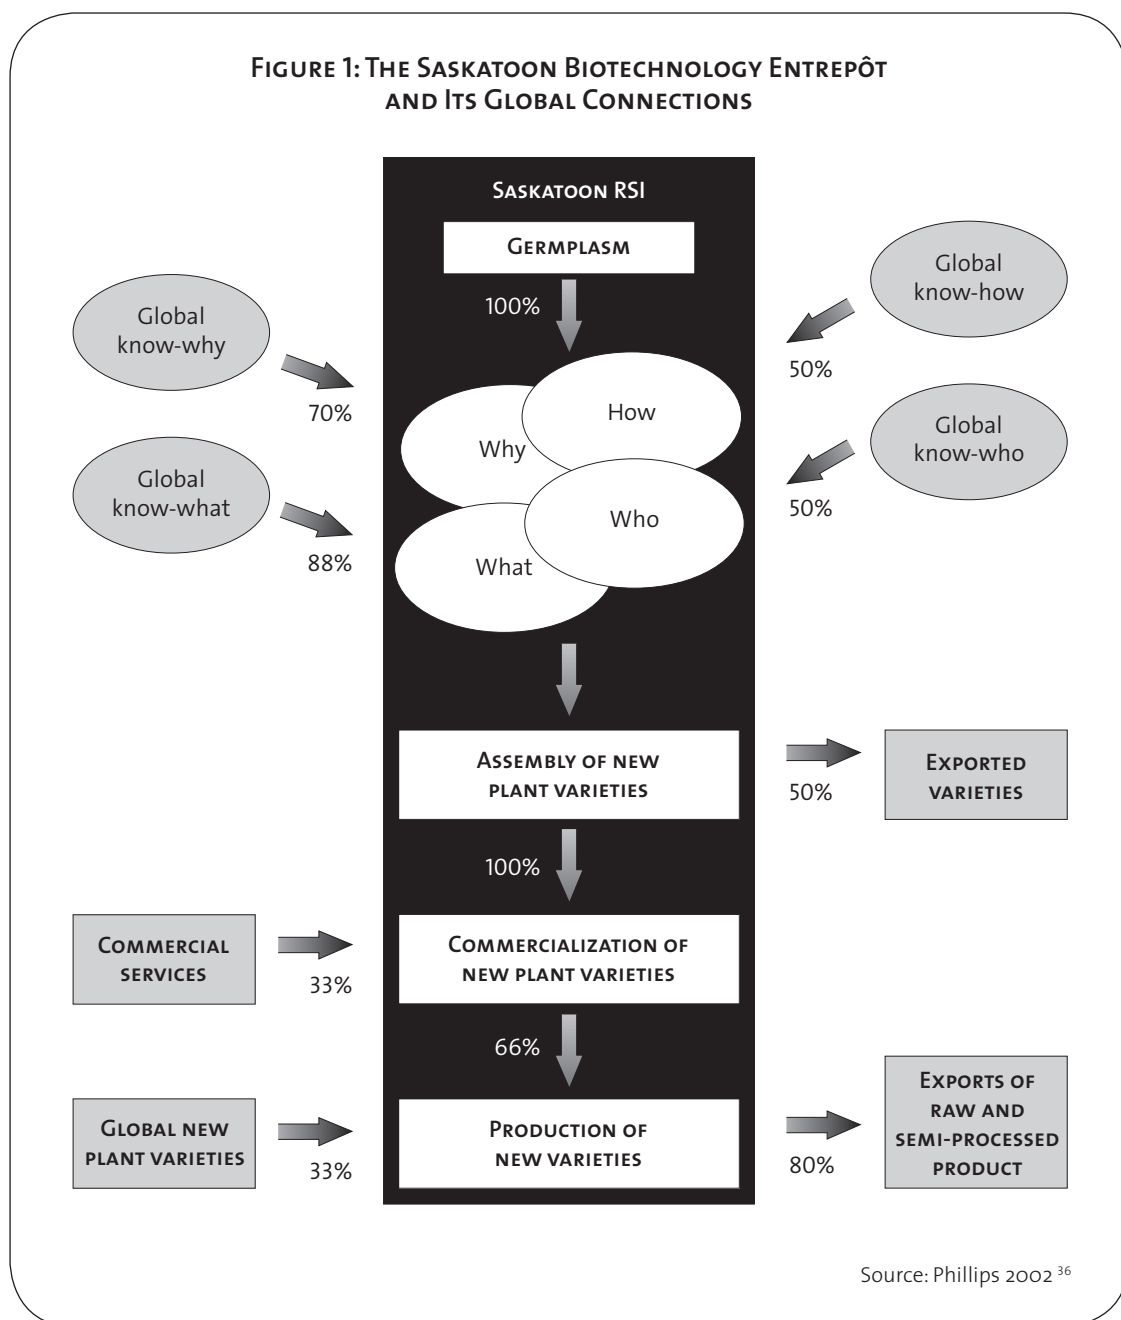 Figure 1: The Saskatoon Biotechnology Entrepôt
and Its Global Connections
Saskatoon RSI
Germplasm
100%
Global
know-why
70%
Global
know-what
88%
Global
know-how
50%
Global
know-who
50%
Why
How
What
Who
Assembly of new
plant varieties
50%
Exported
varieties
100%
Commercial
services
33%
Commercialization of
new plant varieties
66%
Global new
plant varieties
33%
Production of
new varieties
80%
Exports of
raw and
semi-processed
product
Source: Phillips 2002 36